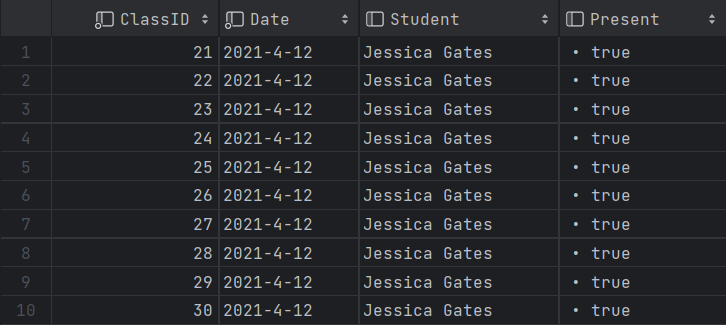 ClassID Date Student Present
1 21 2021-4-12 Jessica Gates • true
2 22 2021-4-12 Jessica Gates • true
3 23 2021-4-12 Jessica Gates • true
4 24 2021-4-12 Jessica Gates • true
5 25 2021-4-12 Jessica Gates • true
6 26 2021-4-12 Jessica Gates • true
7 27 2021-4-12 Jessica Gates • true
8 28 2021-4-12 Jessica Gates • true
9 29 2021-4-12 Jessica Gates • true
10 30 2021-4-12 Jessica Gates • true